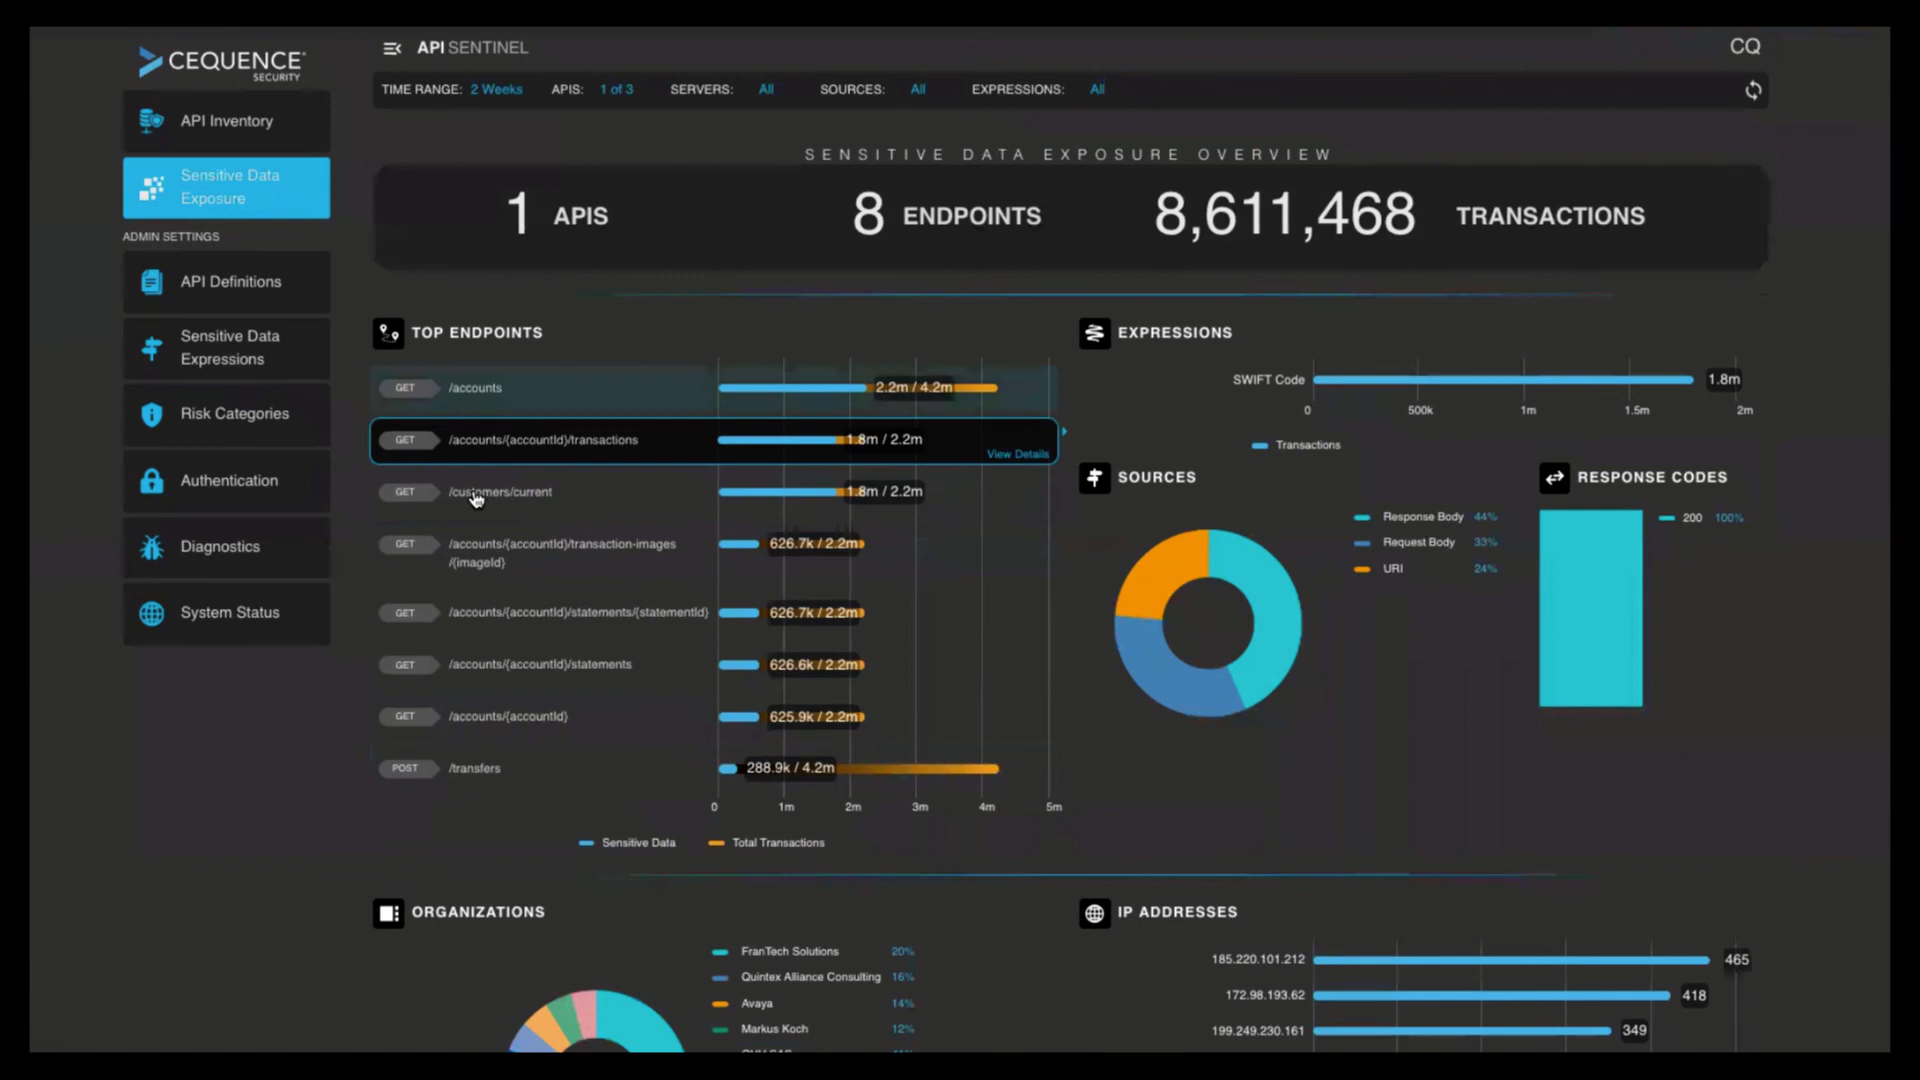 CEQUENCE
SECURITY
API SENTINEL
CQ
TIME RANGE: 2 Weeks APIS: 1 of 3 SERVERS: All SOURCES: All EXPRESSIONS: All
API Inventory
Sensitive Data
Exposure
ADMIN SETTINGS
API Definitions
Sensitive Data
Expressions
Risk Categories
Authentication
Diagnostics
System Status
SENSITIVE DATA EXPOSURE OVERVIEW
1 APIS 8 ENDPOINTS 8,611,468 TRANSACTIONS
TOP ENDPOINTS
GET /accounts 2.2m / 4.2m
GET /accounts/{accountId}/transactions 1.8m / 2.2m
View Details
GET /customers/current 1.8m / 2.2m
GET /accounts/{accountId}/transaction-images
/{imageId} 626.7k / 2.2m
GET /accounts/{accountId}/statements/{statementId} 626.7k / 2.2m
GET /accounts/{accountId}/statements 626.6k / 2.2m
GET /accounts/{accountId} 625.9k / 2.2m
POST /transfers 288.9k / 4.2m
0 1m 2m 3m 4m 5m
Sensitive Data Total Transactions
EXPRESSIONS
SWIFT Code 1.8m
0 500k 1m 1.5m 2m
Transactions
SOURCES
Response Body 44%
Request Body 33%
URI 24%
RESPONSE CODES
200 100%
ORGANIZATIONS
FranTech Solutions 20%
Quintex Alliance Consulting 16%
Avaya 14%
Markus Koch 12%
IP ADDRESSES
185.220.101.212 465
172.98.193.62 418
199.249.230.161 349